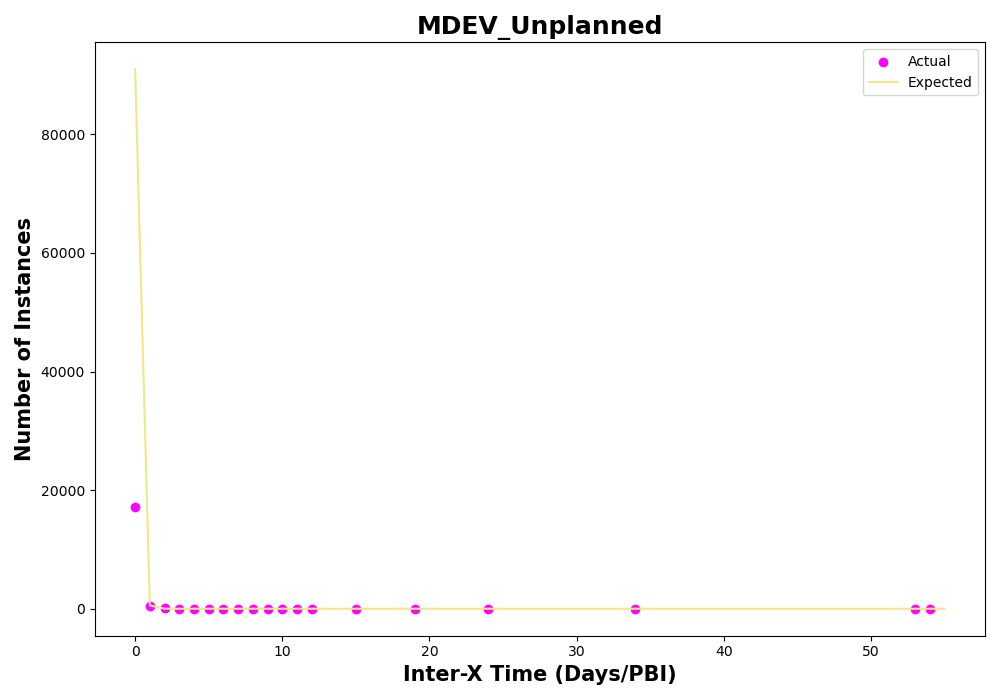 MDEV_Unplanned
Actual
Expected
80000
60000
40000
20000
0
Number of Instances
0 10 20 30 40 50
Inter-X Time (Days/PBI)